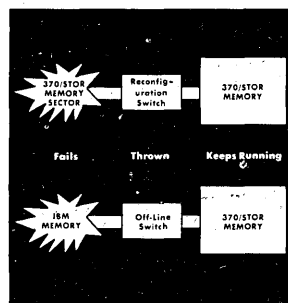 370/STOR
MEMORY
SECTOR
Reconfig-
uration
Switch
370/STOR
MEMORY
Fails
Thrown
Keeps Running
IBM
MEMORY
Off-Line
Switch
370/STOR
MEMORY